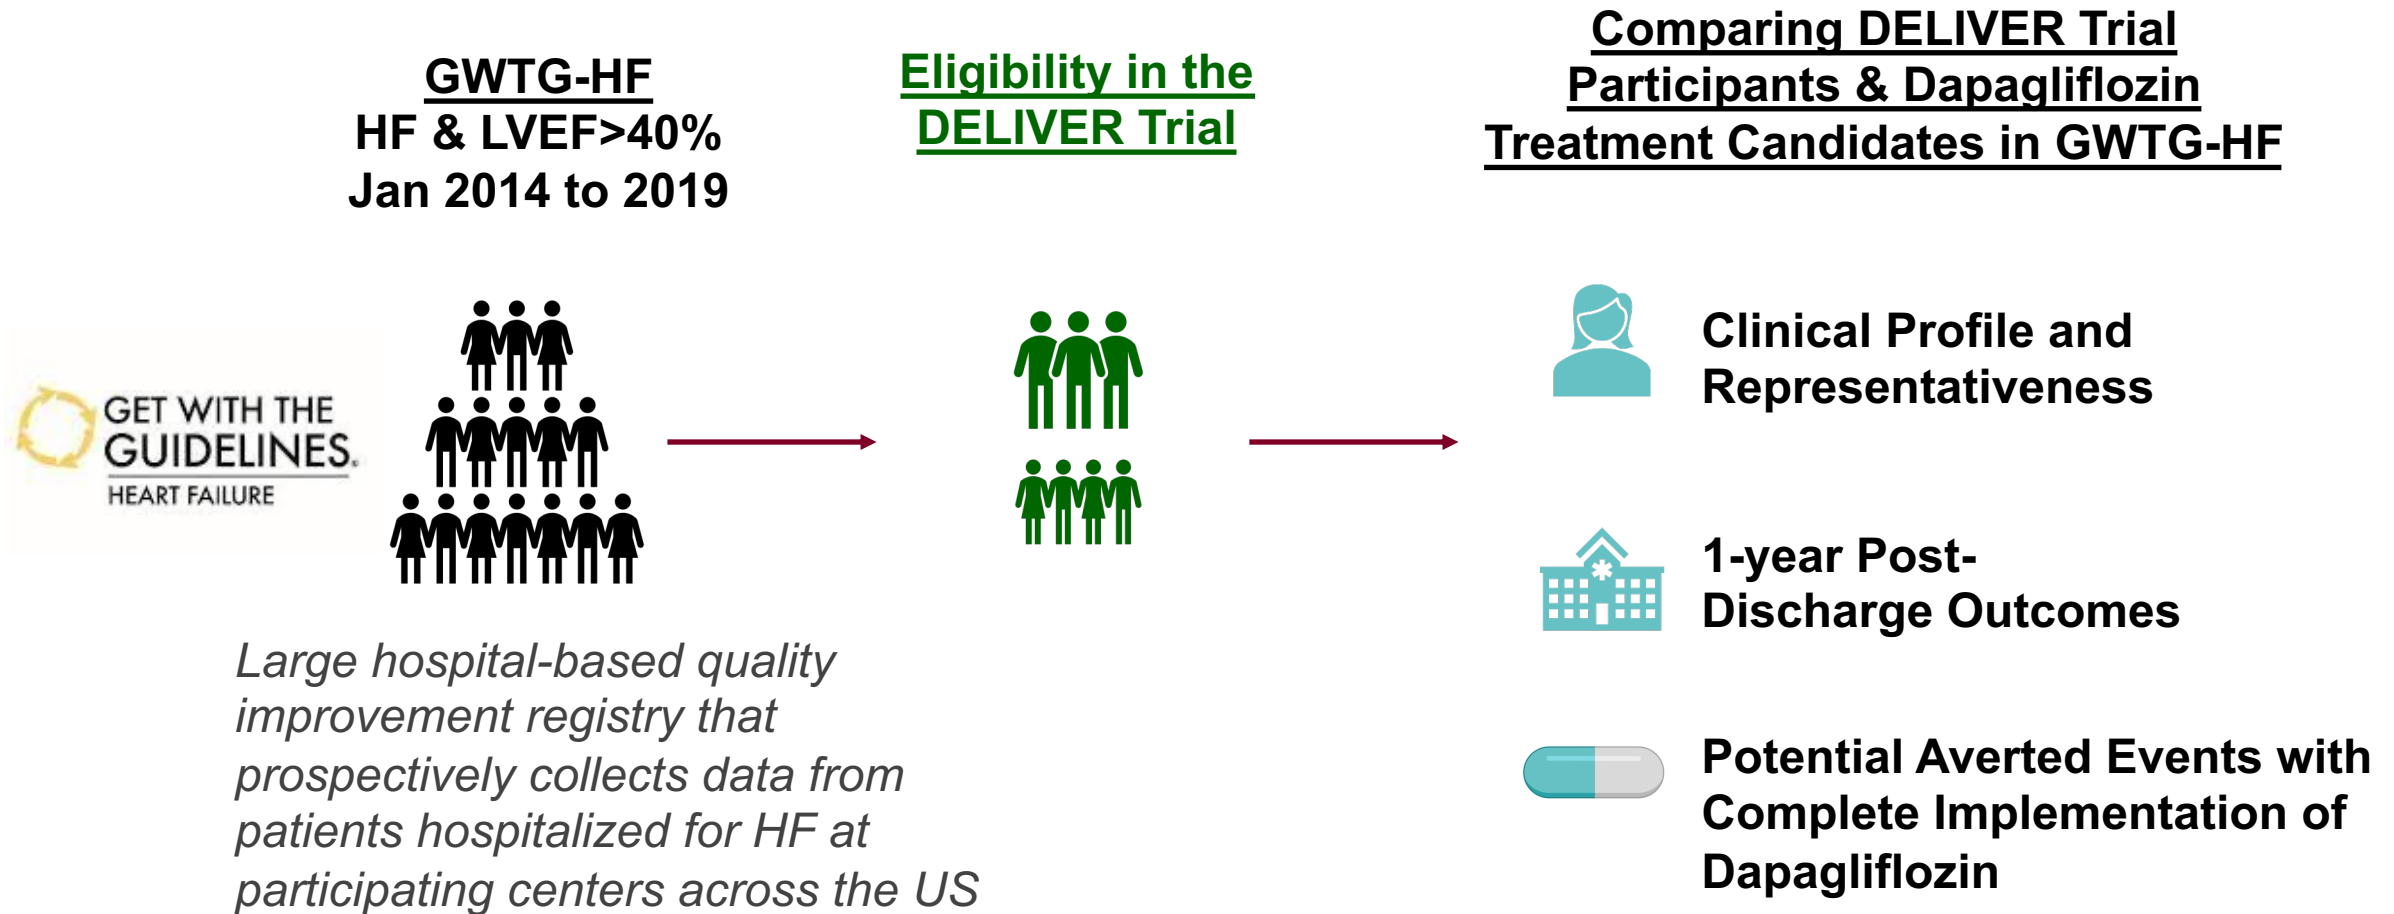 GWTG-HF
HF & LVEF>40%
Jan 2014 to 2019
GET WITH THE
GUIDELINES®
HEART FAILURE
Large hospital-based quality
improvement registry that
prospectively collects data from
patients hospitalized for HF at
participating centers across the US
Eligibility in the
DELIVER Trial
Comparing DELIVER Trial
Participants & Dapagliflozin
Treatment Candidates in GWTG-HF
Clinical Profile and
Representativeness
1-year Post-
Discharge Outcomes
Potential Averted Events with
Complete Implementation of
Dapagliflozin